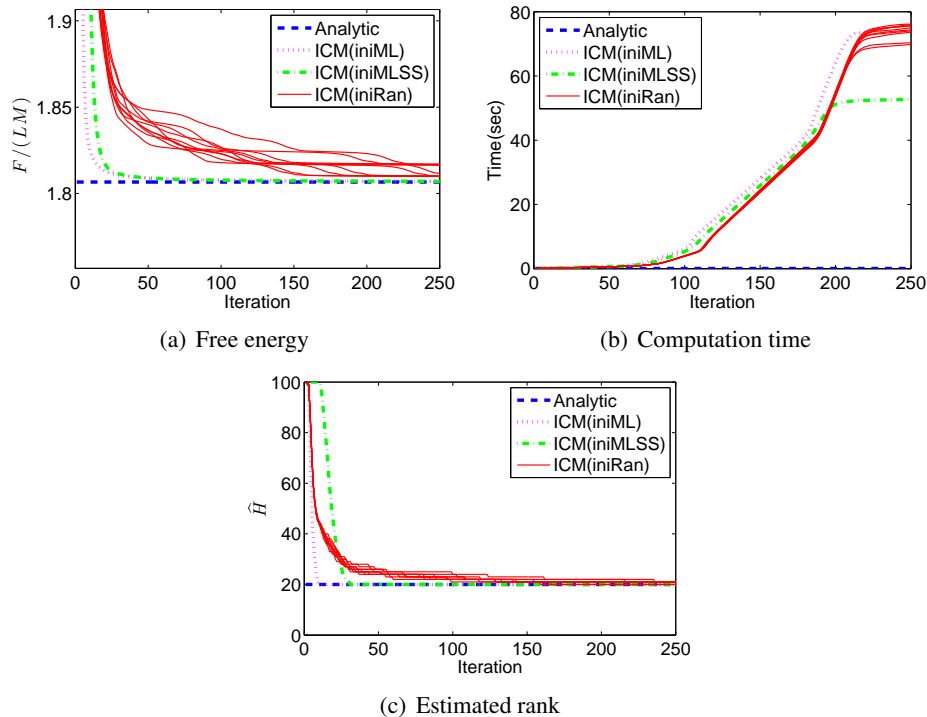 1.9
1.85
1.8
F/(LM)
0 50 100 150 200 250
Iteration
Analytic
ICM(iniML)
ICM(iniMLSS)
ICM(iniRan)
(a) Free energy
80
60
40
20
0
Time(sec)
0 50 100 150 200 250
Iteration
Analytic
ICM(iniML)
ICM(iniMLSS)
ICM(iniRan)
(b) Computation time
100
80
60
40
20
0
Ĥ
0 50 100 150 200 250
Iteration
Analytic
ICM(iniML)
ICM(iniMLSS)
ICM(iniRan)
(c) Estimated rank